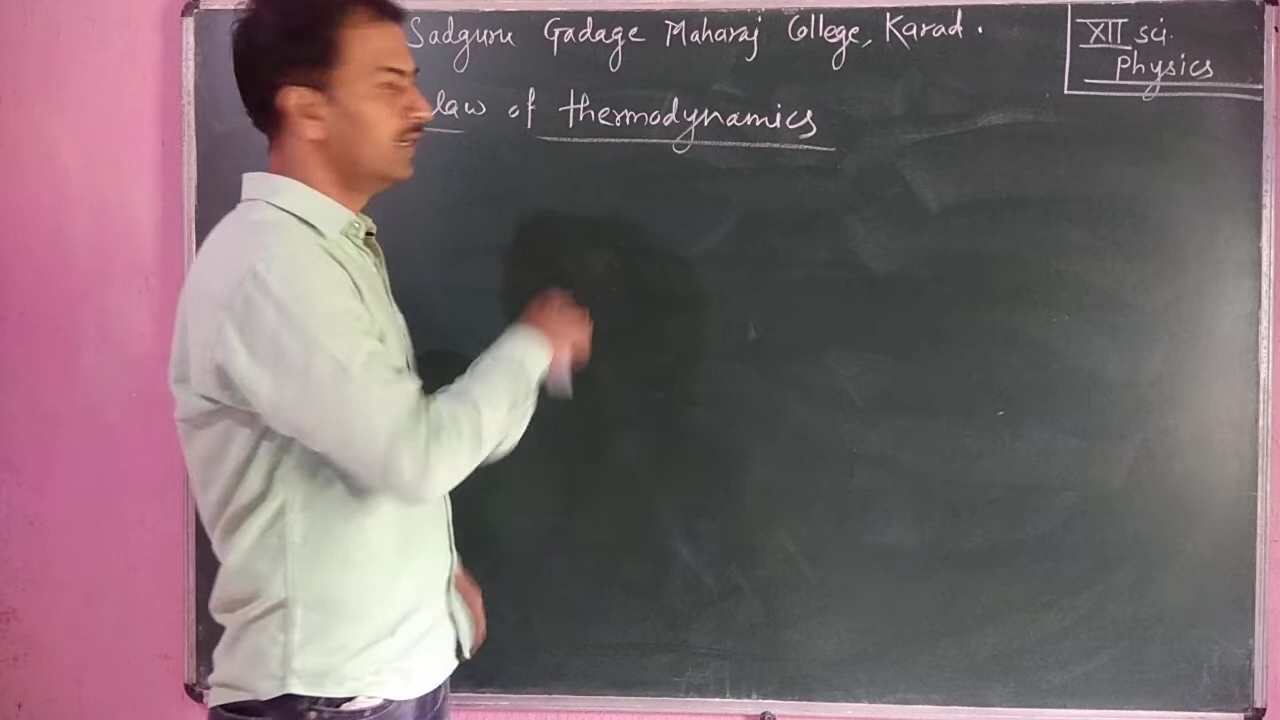 Sadguru Gadage Maharaj College, Karad.
XII sci.
Physics
law of thermodynamics